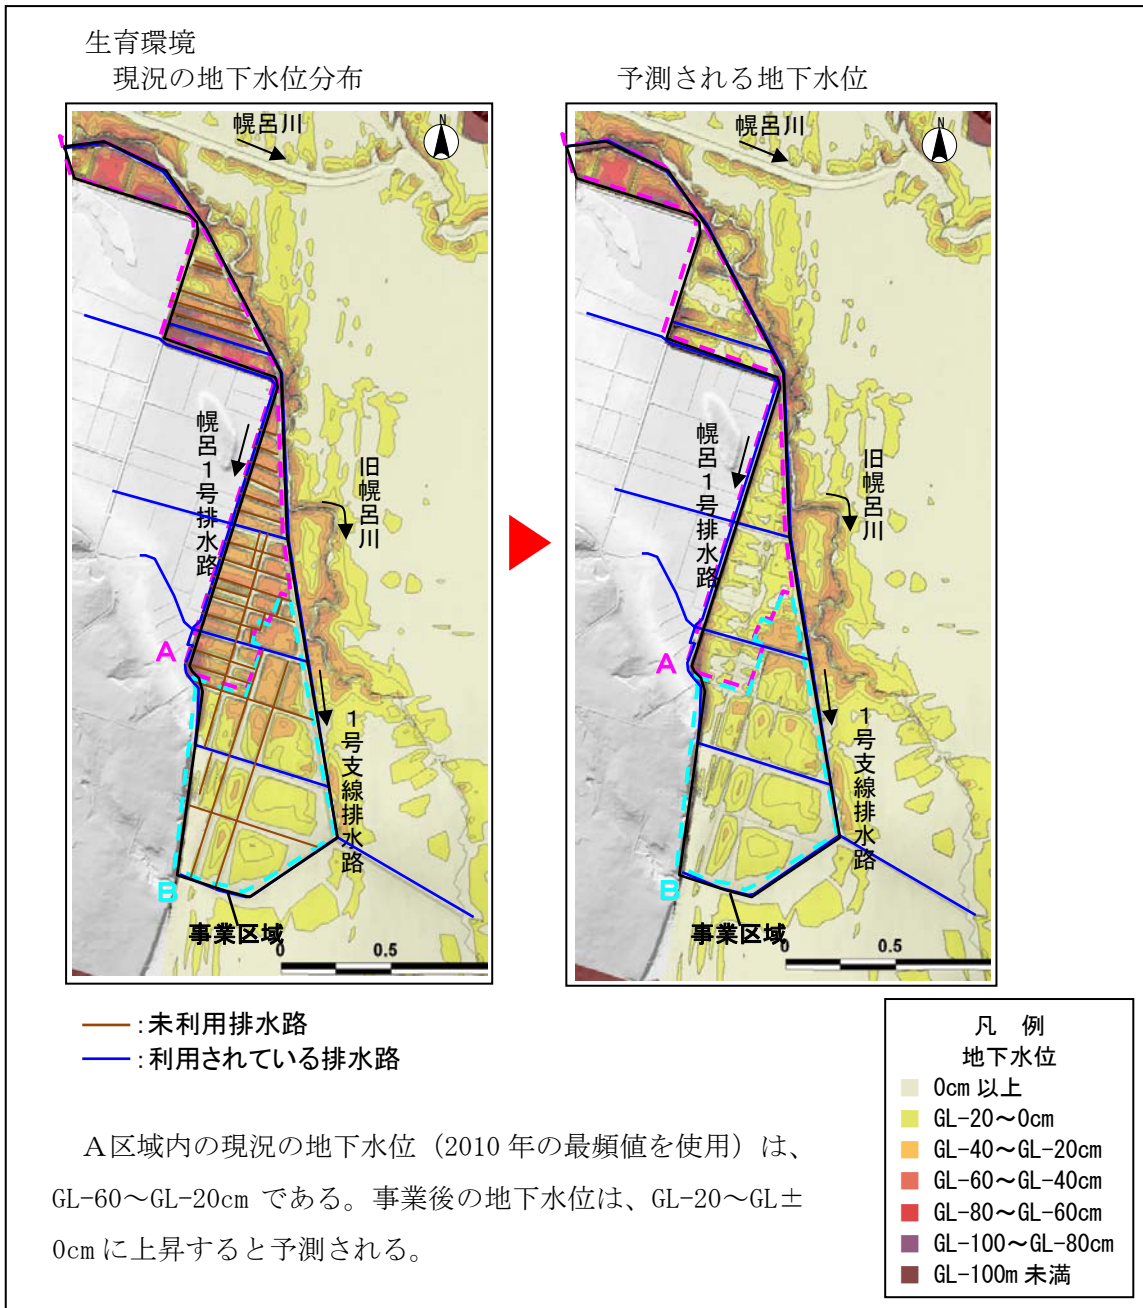 生育環境
現況の地下水位分布
予測される地下水位
幌呂川
N
幌呂1号排水路
旧幌呂川
A
1号支線排水路
B
事業区域
0
0.5
幌呂川
N
幌呂1号排水路
旧幌呂川
A
1号支線排水路
B
事業区域
0
0.5
:未利用排水路
:利用されている排水路
A区域内の現況の地下水位（2010 年の最頻値を使用）は、
GL-60～GL-20cm である。事業後の地下水位は、GL-20～GL±
0cm に上昇すると予測される。
凡 例
地下水位
0cm 以上
GL-20～0cm
GL-40～GL-20cm
GL-60～GL-40cm
GL-80～GL-60cm
GL-100～GL-80cm
GL-100m 未満